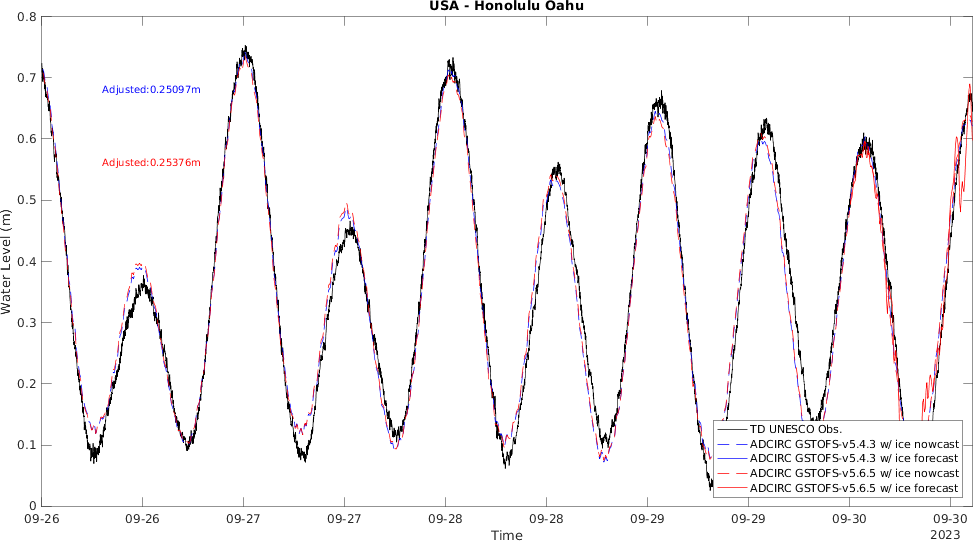 USA - Honolulu Oahu
0.8
0.7
0.6
0.5
0.4
0.3
0.2
0.1
0
Water Level (m)
Adjusted:0.25097m
Adjusted:0.25376m
TD UNESCO Obs.
ADCIRC GSTOFS-v5.4.3 w/ ice nowcast
ADCIRC GSTOFS-v5.4.3 w/ ice forecast
ADCIRC GSTOFS-v5.6.5 w/ ice nowcast
ADCIRC GSTOFS-v5.6.5 w/ ice forecast
09-26 09-26 09-27 09-27 09-28 09-28 09-29 09-29 09-30 09-30
2023
Time